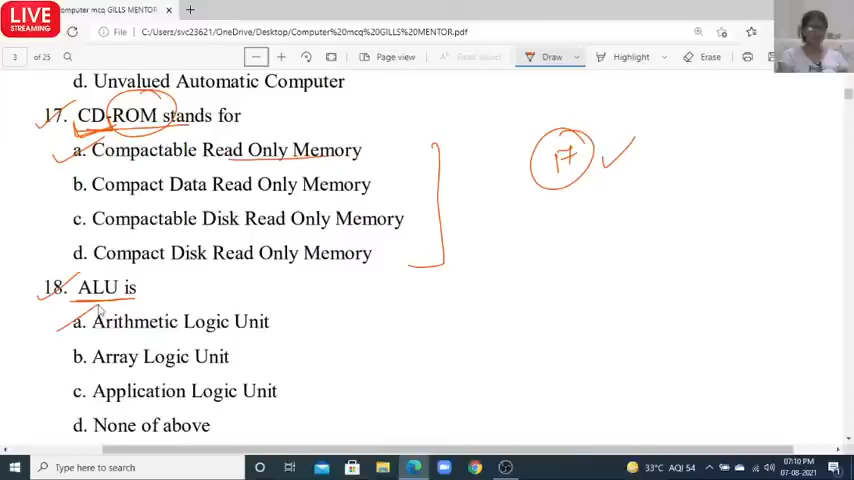 LIVE
STREAMING
Computer mcq GILLS MENTOR.pdf
File
C:/Users/svc23621/OneDrive/Desktop/Computer%20mcq%20GILLS%20MENTOR.pdf
3 of 25
Page view
Read aloud
Draw
Highlight
Erase
d. Unvalued Automatic Computer
17. CD-ROM stands for
a. Compactable Read Only Memory
b. Compact Data Read Only Memory
c. Compactable Disk Read Only Memory
d. Compact Disk Read Only Memory
17
18. ALU is
a. Arithmetic Logic Unit
b. Array Logic Unit
c. Application Logic Unit
d. None of above
Type here to search
33°C AQI 54
07:10 PM
07-08-2021